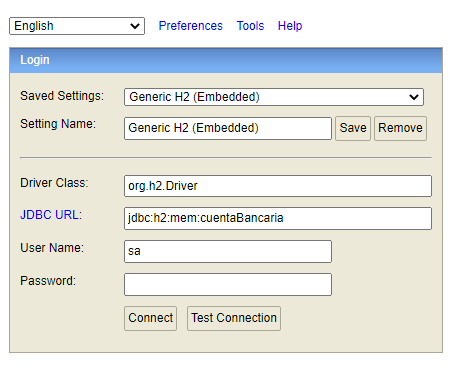 English Preferences Tools Help
Login
Saved Settings: Generic H2 (Embedded)
Setting Name: Generic H2 (Embedded) Save Remove
Driver Class: org.h2.Driver
JDBC URL: jdbc:h2:mem:cuentaBancaria
User Name: sa
Password:
Connect Test Connection